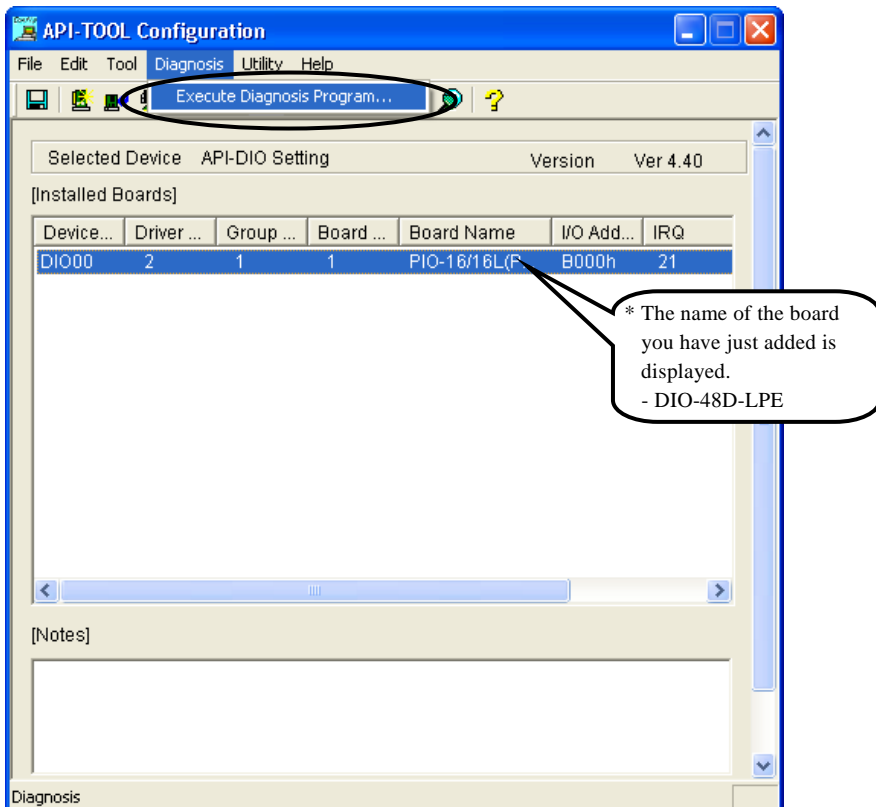 API-TOOL Configuration
File Edit Tool Diagnosis Utility Help
Execute Diagnosis Program...
Selected Device API-DIO Setting Version Ver 4.40
[Installed Boards]
Device... Driver ... Group ... Board ... Board Name I/O Add... IRQ
DIO00 2 1 1 PIO-16/16L(P B000h 21
* The name of the board
you have just added is
displayed.
- DIO-48D-LPE
[Notes]
Diagnosis